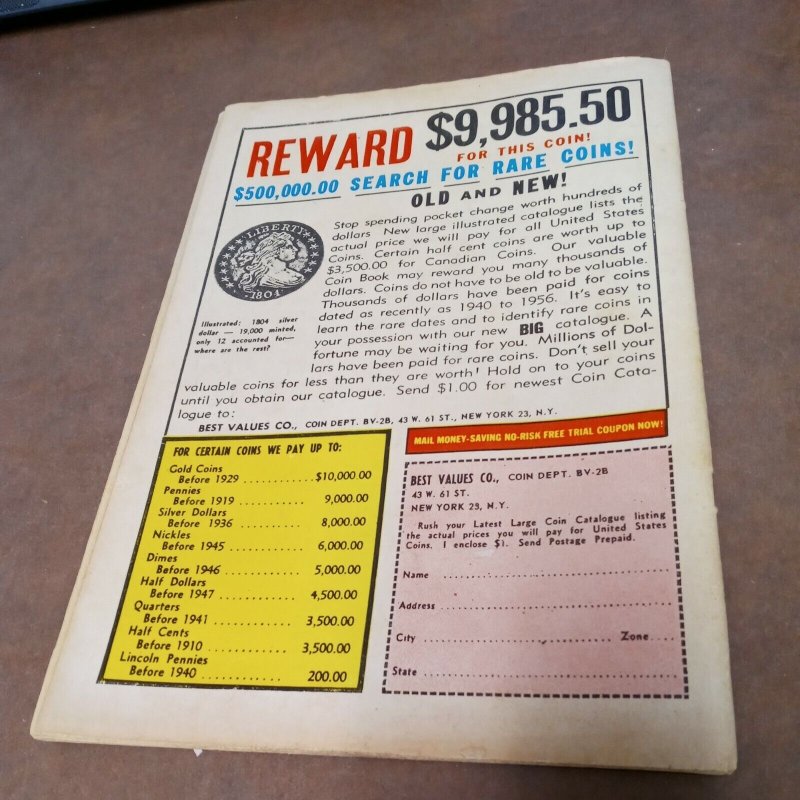 REWARD $9,985.50
FOR THIS COIN!
$500,000.00 SEARCH FOR RARE COINS!
OLD AND NEW!
LIBERTY
1804
Illustrated: 1804 silver
dollar — 19,000 minted,
only 12 accounted for—
where are the rest?
Stop spending pocket change worth hundreds of
dollars New large illustrated catalogue lists the
actual price we will pay for all United States
Coins. Certain half cent coins are worth up to
$3,500.00 for Canadian Coins. Our valuable
Coin Book may reward you many thousands of
dollars. Coins do not have to be old to be valuable.
Thousands of dollars have been paid for coins
dated as recently as 1940 to 1956. It's easy to
learn the rare dates and to identify rare coins in
your possession with our new BIG catalogue. A
fortune may be waiting for you. Millions of Dol-
lars have been paid for rare coins. Don't sell your
valuable coins for less than they are worth! Hold on to your coins
until you obtain our catalogue. Send $1.00 for newest Coin Cata-
logue to:
BEST VALUES CO., COIN DEPT. BV-2B, 43 W. 61 ST., NEW YORK 23, N.Y.
FOR CERTAIN COINS WE PAY UP TO:
Gold Coins
Before 1929 ............$10,000.00
Pennies
Before 1919 ............ 9,000.00
Silver Dollars
Before 1936 ............ 8,000.00
Nickles
Before 1945 ............ 6,000.00
Dimes
Before 1946 ............ 5,000.00
Half Dollars
Before 1947 ............ 4,500.00
Quarters
Before 1941 ............ 3,500.00
Half Cents
Before 1910 ............ 3,500.00
Lincoln Pennies
Before 1940 ............ 200.00
MAIL MONEY-SAVING NO-RISK FREE TRIAL COUPON NOW!
BEST VALUES CO., COIN DEPT. BV-2B
43 W. 61 ST.
NEW YORK 23, N.Y.
Rush your Latest Large Coin Catalogue listing
the actual prices you will pay for United States
Coins. I enclose $1. Send Postage Prepaid.
Name ............
Address ............
City ............ Zone....
State ............